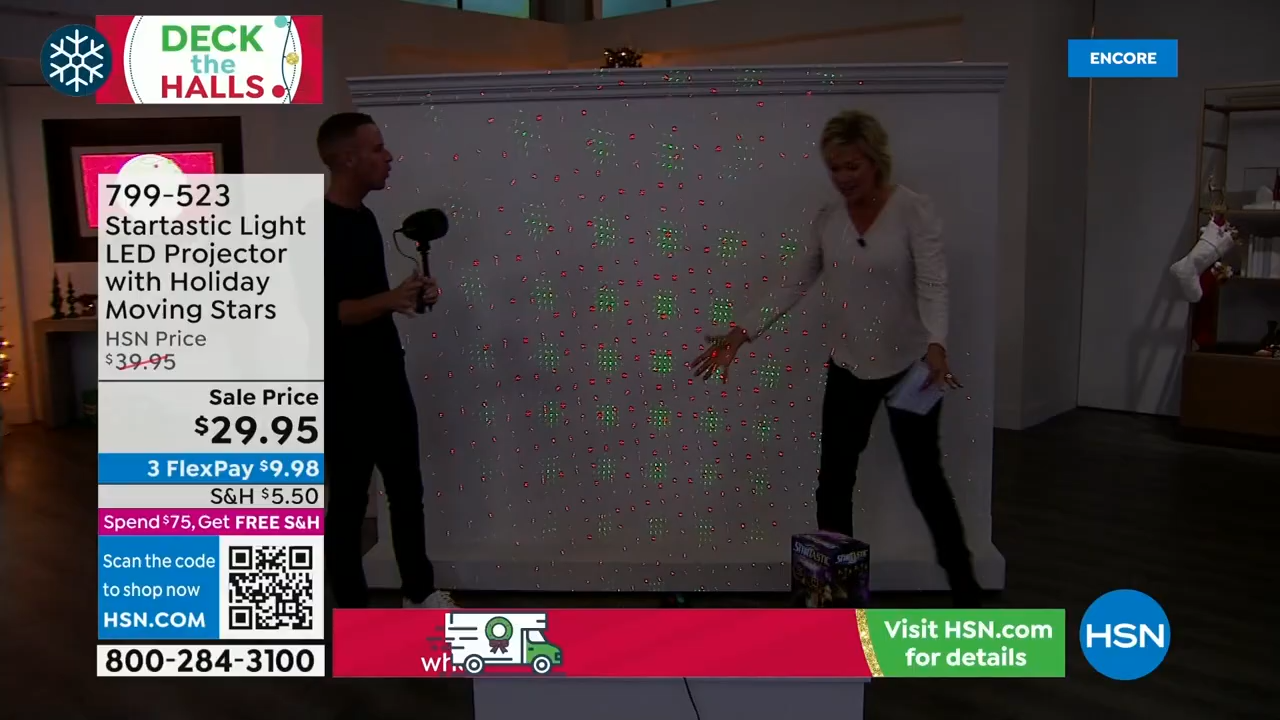 DECK
the
HALLS
ENCORE
799-523
Startastic Light
LED Projector
with Holiday
Moving Stars
HSN Price
$39.95
Sale Price
$29.95
3 FlexPay $9.98
S&H $5.50
Spend $75, Get FREE S&H
Scan the code
to shop now
HSN.COM
800-284-3100
wh
Visit HSN.com
for details
HSN
STARTASTIC